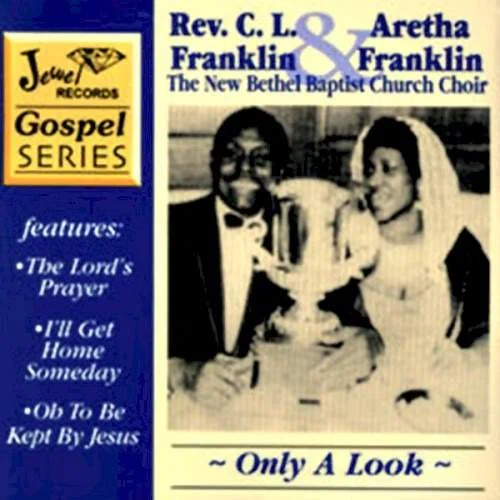 Jewel
RECORDS
Gospel
SERIES
features:
•The Lord's
Prayer
•I'll Get
Home
Someday
•Oh To Be
Kept By Jesus
Rev. C. L. & Aretha
Franklin Franklin
The New Bethel Baptist Church Choir
~ Only A Look ~